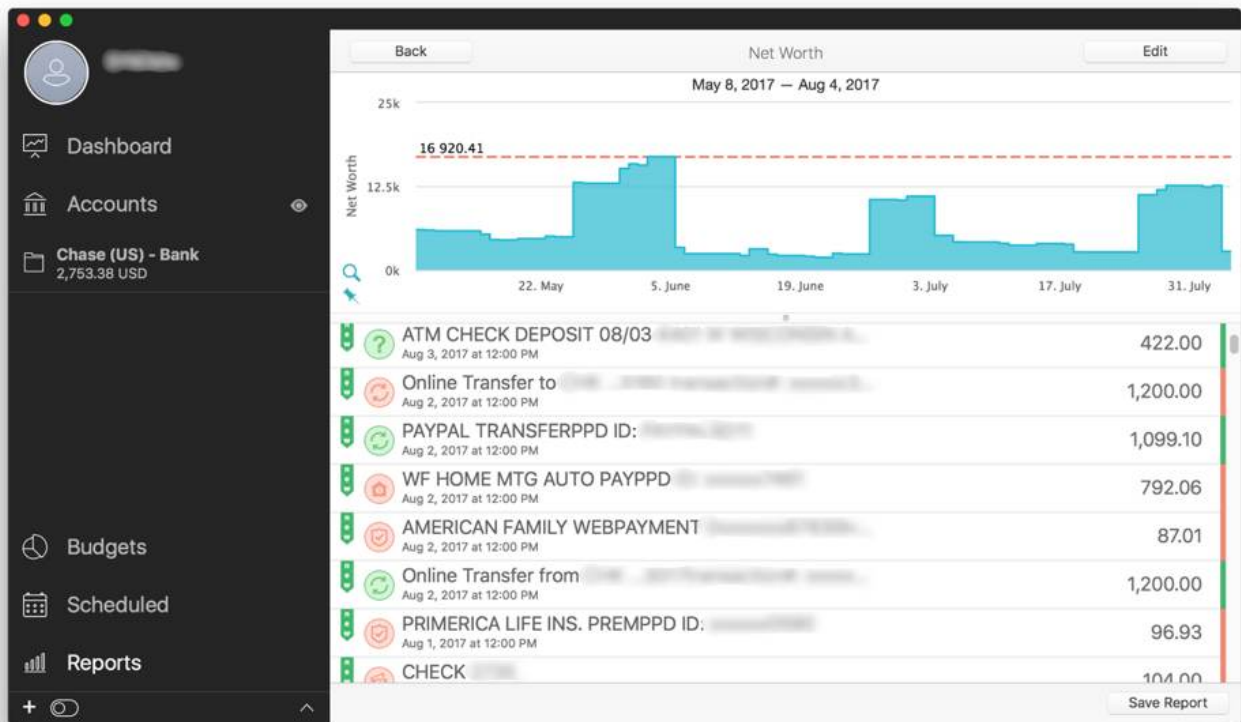 Back
Net Worth
Edit
May 8, 2017 — Aug 4, 2017
Dashboard
Accounts
Chase (US) - Bank
2,753.38 USD
Budgets
Scheduled
Reports
25k
16 920.41
12.5k
Net Worth
0k
22. May
5. June
19. June
3. July
17. July
31. July
ATM CHECK DEPOSIT 08/03
422.00
Aug 3, 2017 at 12:00 PM
Online Transfer to
1,200.00
Aug 2, 2017 at 12:00 PM
PAYPAL TRANSFERPPD ID:
1,099.10
Aug 2, 2017 at 12:00 PM
WF HOME MTG AUTO PAYPPD
792.06
Aug 2, 2017 at 12:00 PM
AMERICAN FAMILY WEBPAYMENT
87.01
Aug 2, 2017 at 12:00 PM
Online Transfer from
1,200.00
Aug 2, 2017 at 12:00 PM
PRIMERICA LIFE INS. PREMPPD ID:
96.93
Aug 1, 2017 at 12:00 PM
CHECK
104.00
Save Report